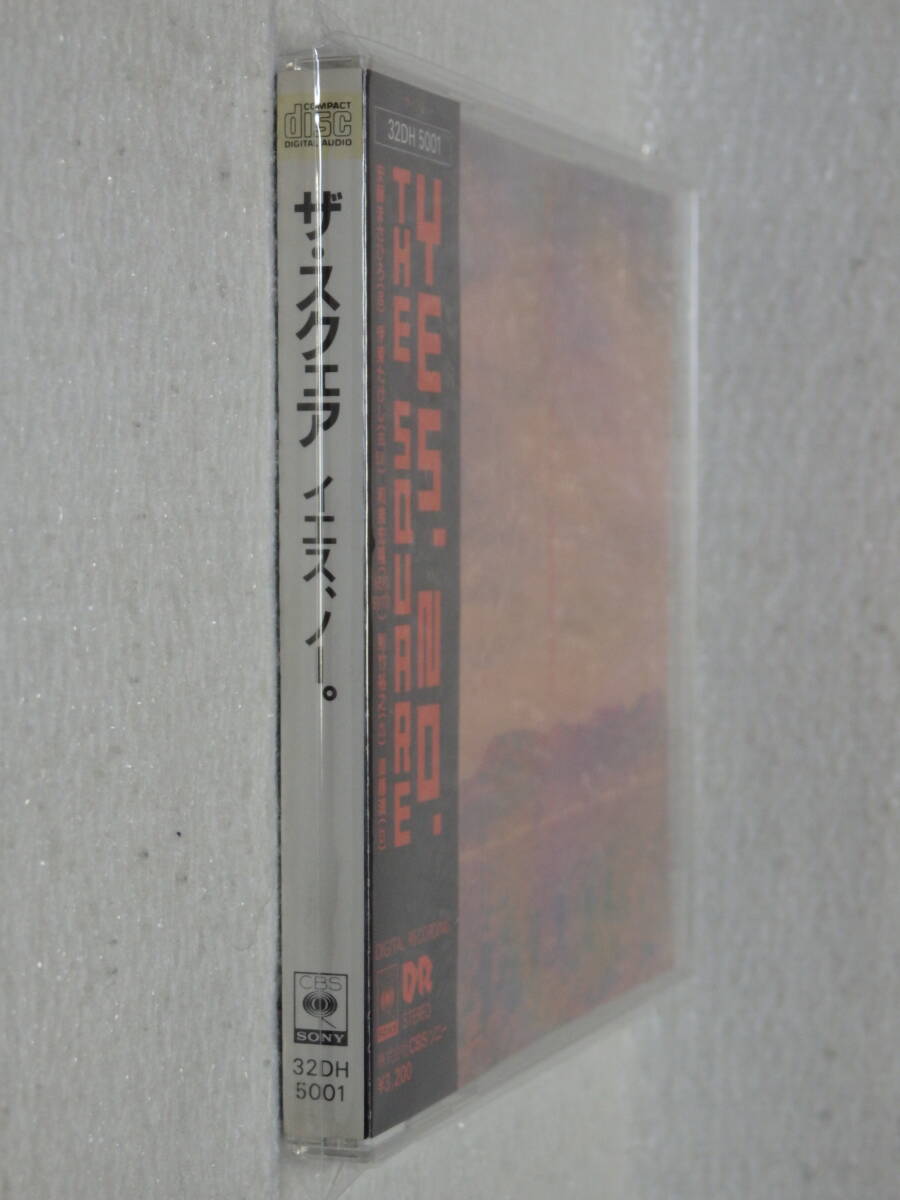 COMPACT
disc
DIGITAL AUDIO
ザ・スクェア イエス、ノー。
CBS
SONY
32DH
5001
32DH 5001
YES, NO.
THE SQUARE
DIGITAL RECORDING
DR
STEREO
CBSソニー
¥3,200